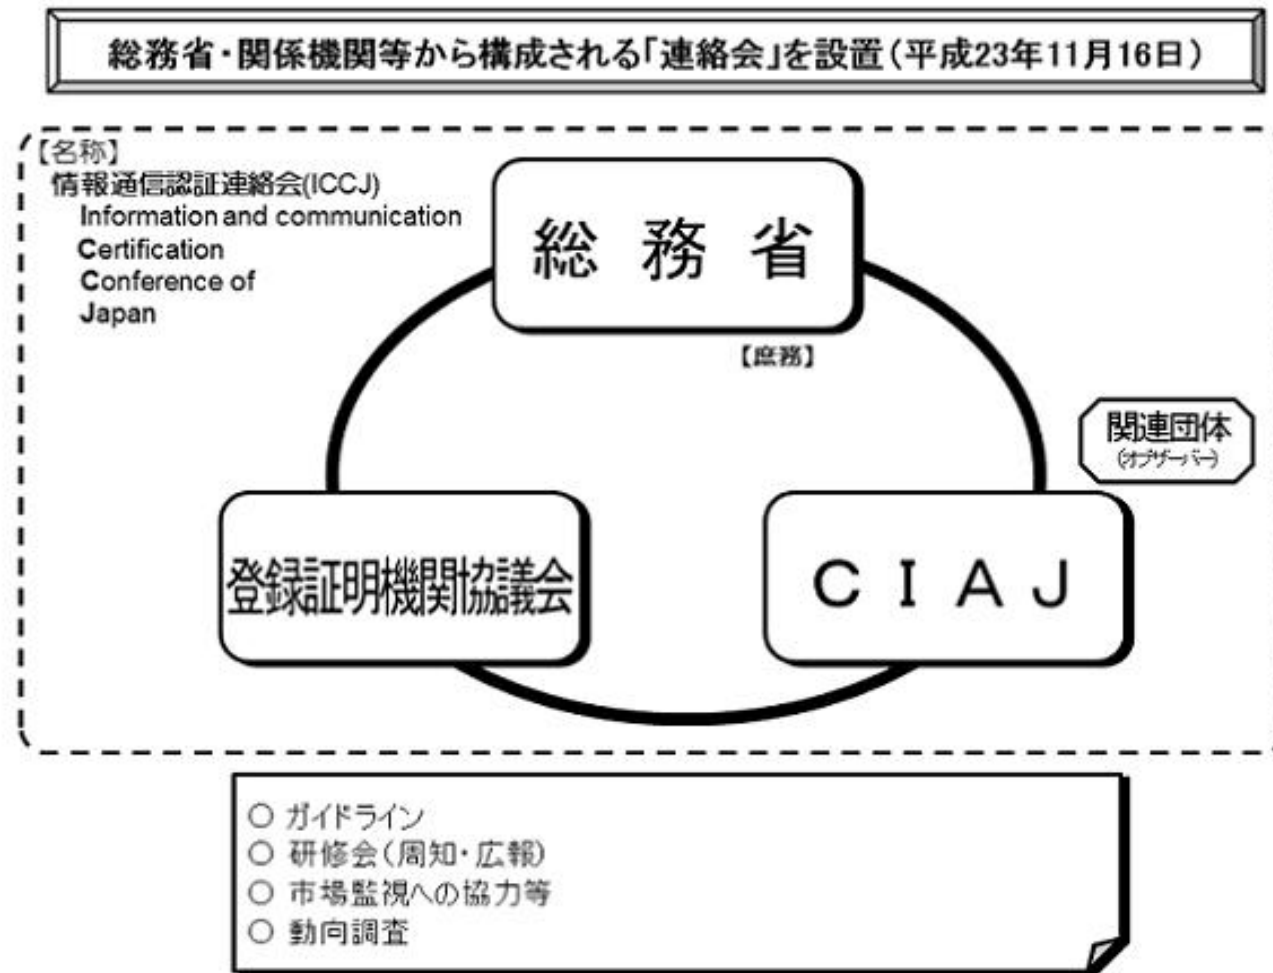 総務省・関係機関等から構成される「連絡会」を設置(平成23年11月16日)
【名称】
情報通信認証連絡会(ICCJ)
Information and communication
Certification
Conference of
Japan
総務省
【庶務】
関連団体
(オブザーバー)
登録証明機関協議会
CIAJ
○ ガイドライン
○ 研修会(周知・広報)
○ 市場監視への協力等
○ 動向調査